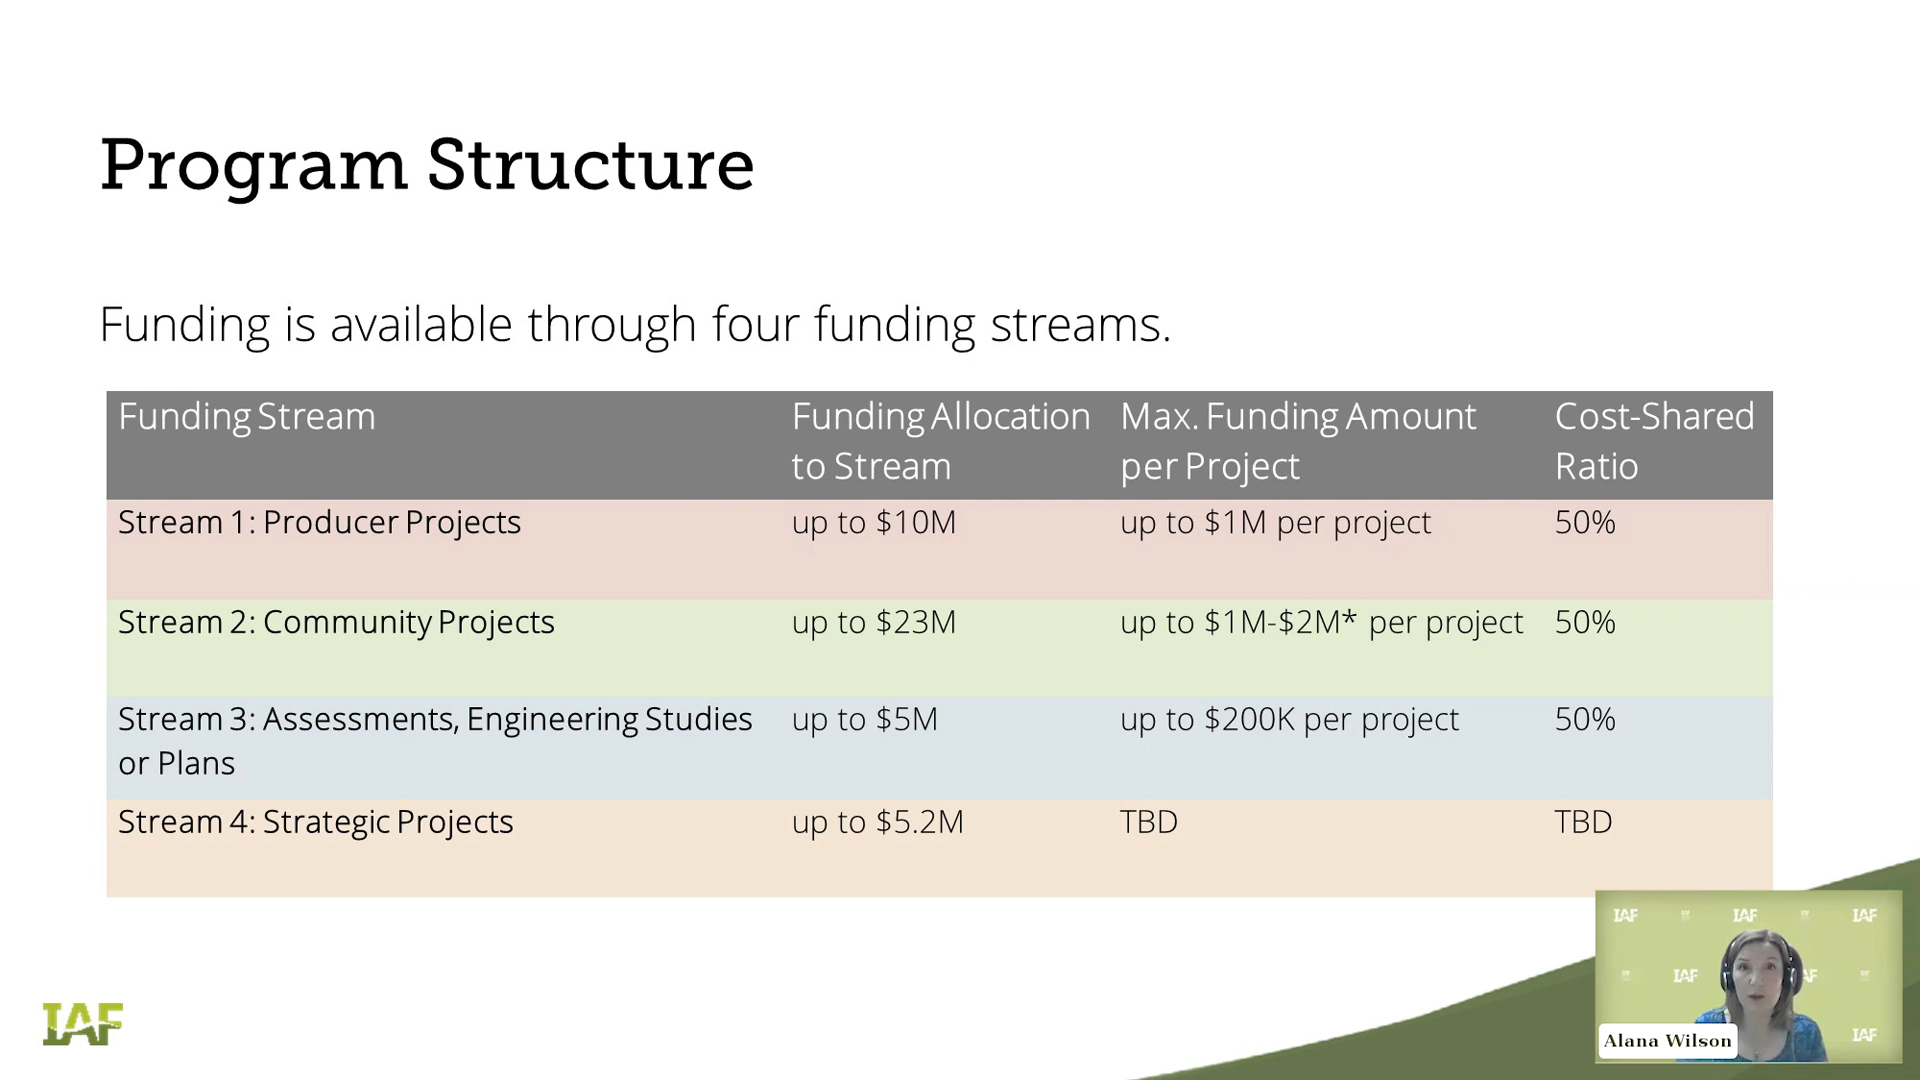 Program Structure
Funding is available through four funding streams.
Funding Stream
Funding Allocation
to Stream
Max. Funding Amount
per Project
Cost-Shared
Ratio
Stream 1: Producer Projects
up to $10M
up to $1M per project
50%
Stream 2: Community Projects
up to $23M
up to $1M-$2M* per project
50%
Stream 3: Assessments, Engineering Studies
or Plans
up to $5M
up to $200K per project
50%
Stream 4: Strategic Projects
up to $5.2M
TBD
TBD
IAF
IAF
IAF
IAF
IAF
IAF
Alana Wilson